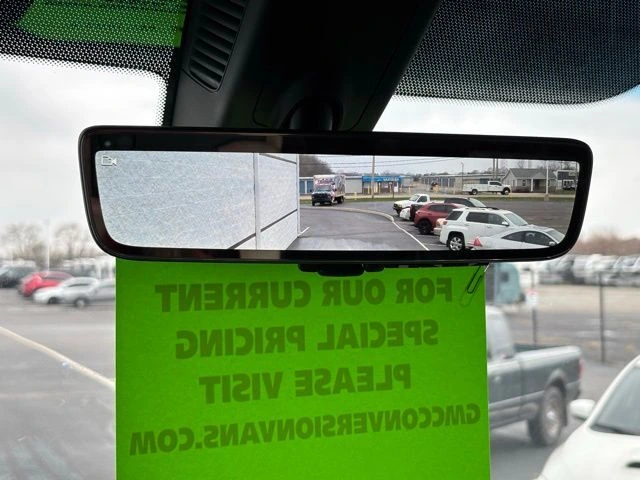 FOR OUR CURRENT
SPECIAL PRICING
PLEASE VISIT
GMCCONVERSIONVANS.COM